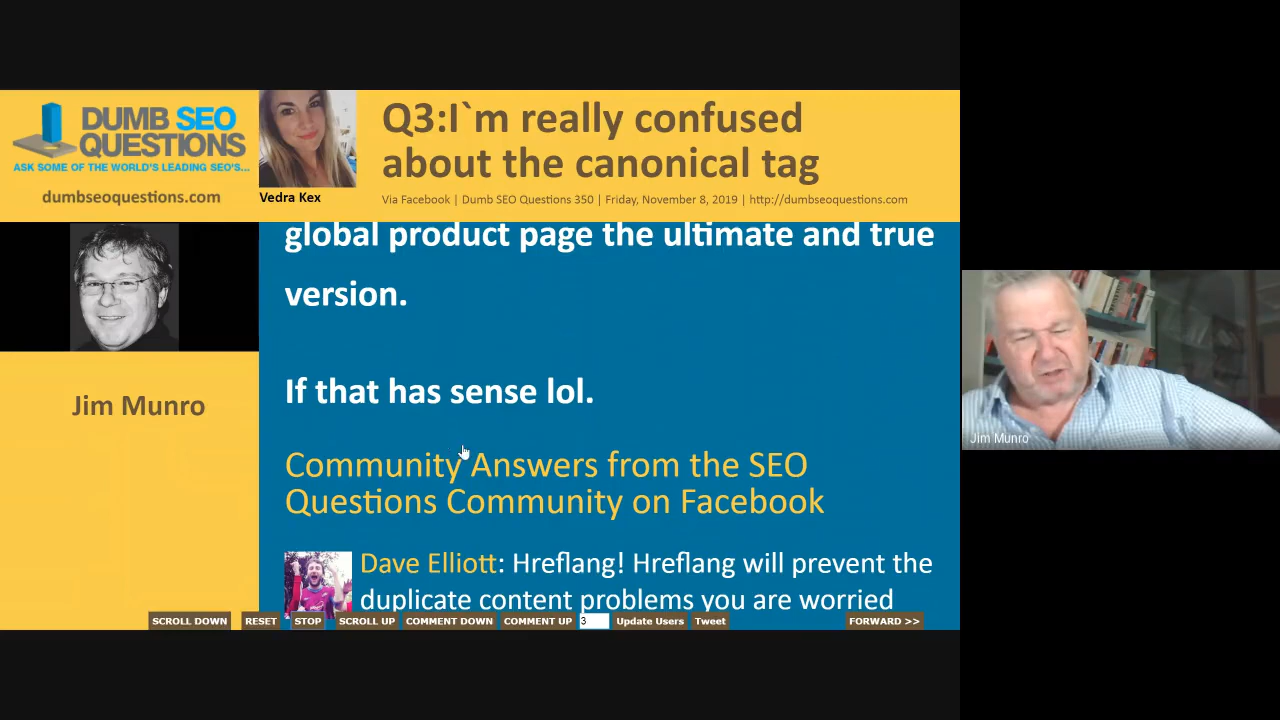 DUMB SEO
QUESTIONS
ASK SOME OF THE WORLD'S LEADING SEO'S...
dumbseoquestions.com
Vedra Kex
Q3:I`m really confused
about the canonical tag
Via Facebook | Dumb SEO Questions 350 | Friday, November 8, 2019 | http://dumbseoquestions.com
Jim Munro
global product page the ultimate and true
version.
If that has sense lol.
Community Answers from the SEO
Questions Community on Facebook
Dave Elliott: Hreflang! Hreflang will prevent the
duplicate content problems you are worried
SCROLL DOWN RESET STOP SCROLL UP COMMENT DOWN COMMENT UP 3 Update Users Tweet FORWARD >>
Jim Munro